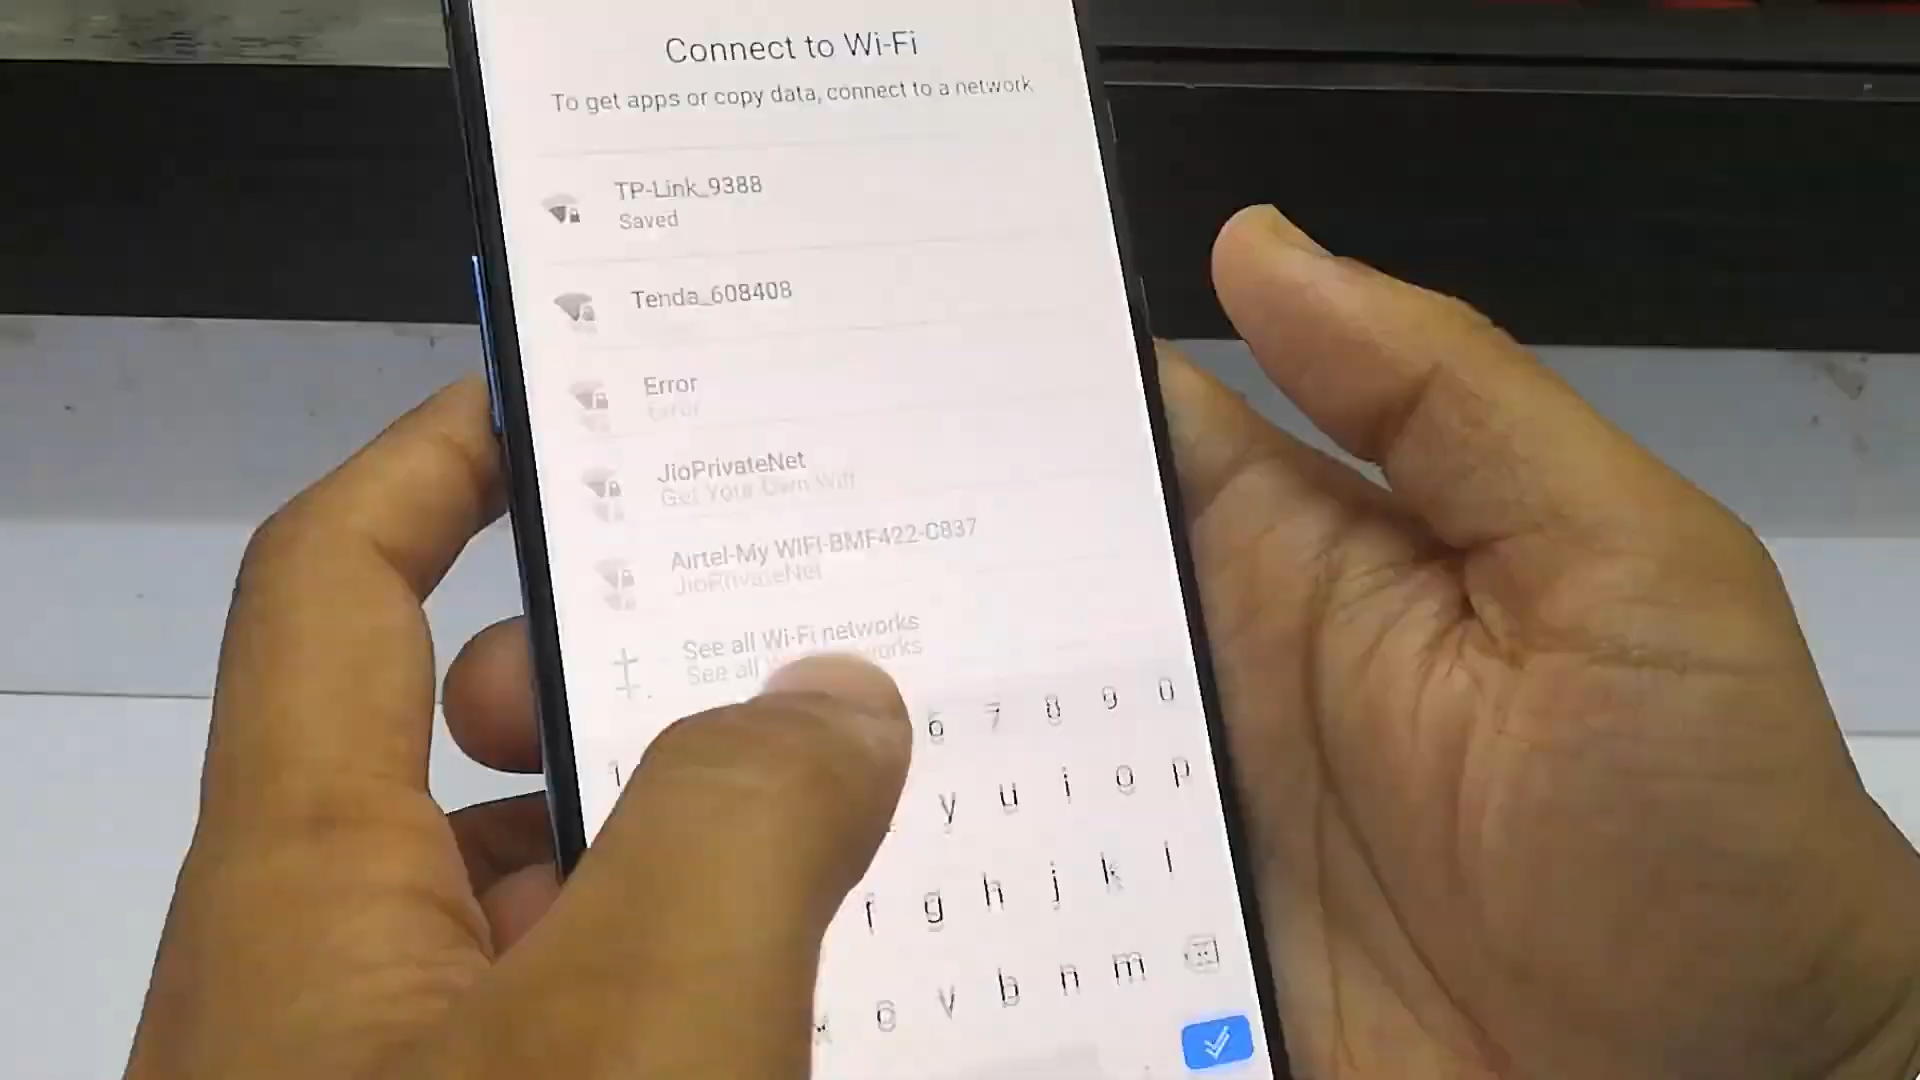 Connect to Wi-Fi
To get apps or copy data, connect to a network
TP-Link_9388
Saved
Tenda_608408
Error
Error
JioPrivateNet
Get Your Own Wifi
Airtel-My WIFI-BMF422-C837
JioPrivateNet
See all Wi-Fi networks
See all networks
1 6 7 8 9 0
y u i o p
f g h j k l
x c v b n m